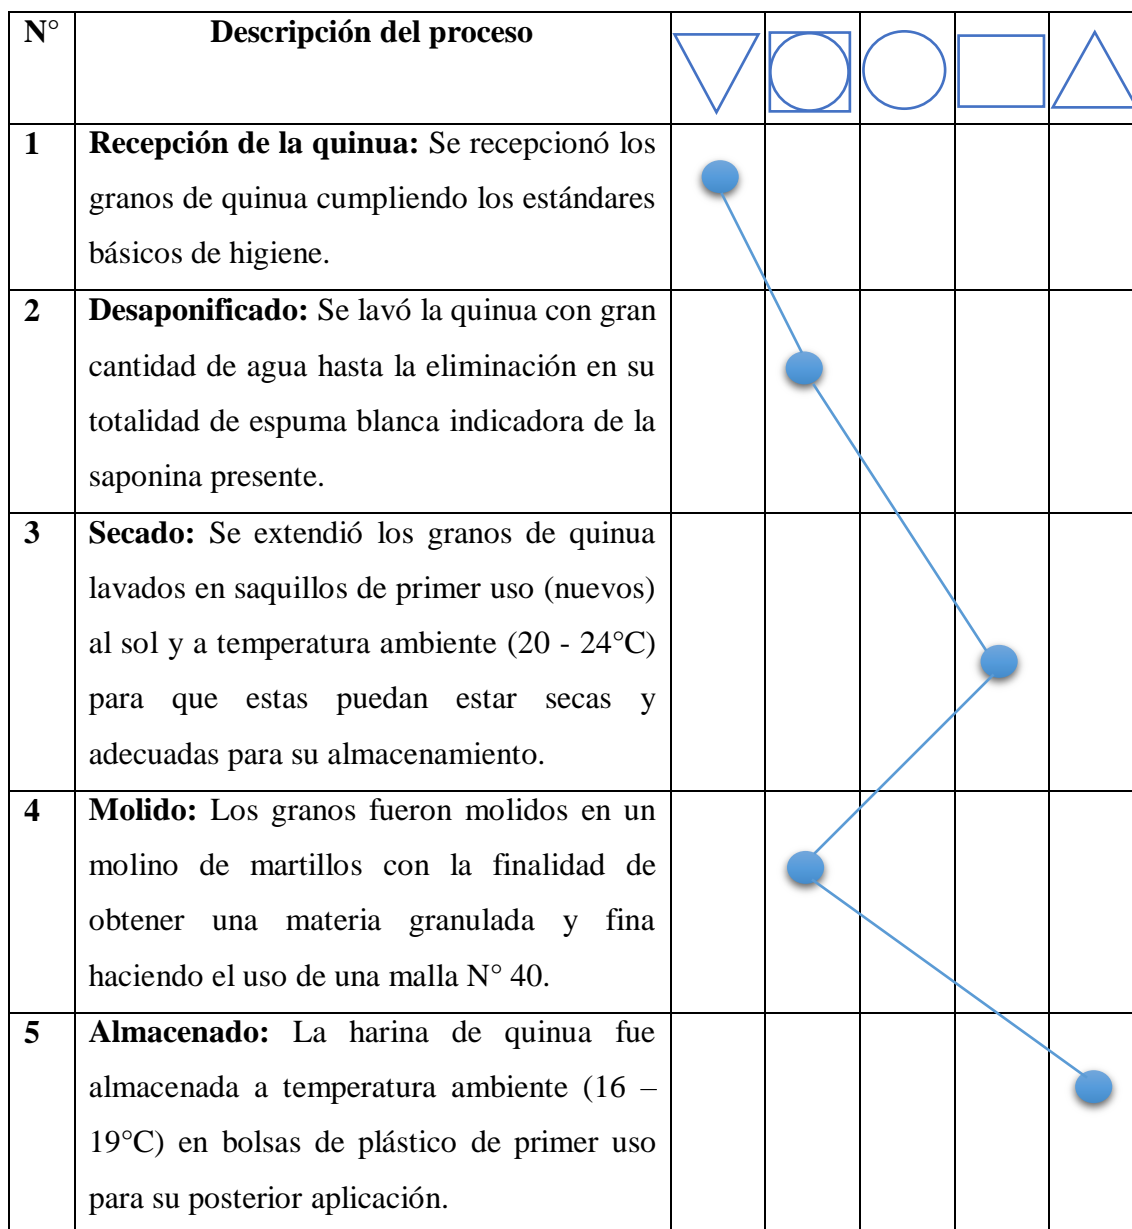 N°
Descripción del proceso
1
Recepción de la quinua: Se recepcionó los
granos de quinua cumpliendo los estándares
básicos de higiene.
2
Desaponificado: Se lavó la quinua con gran
cantidad de agua hasta la eliminación en su
totalidad de espuma blanca indicadora de la
saponina presente.
3
Secado: Se extendió los granos de quinua
lavados en saquillos de primer uso (nuevos)
al sol y a temperatura ambiente (20 - 24°C)
para que estas puedan estar secas y
adecuadas para su almacenamiento.
4
Molido: Los granos fueron molidos en un
molino de martillos con la finalidad de
obtener una materia granulada y fina
haciendo el uso de una malla N° 40.
5
Almacenado: La harina de quinua fue
almacenada a temperatura ambiente (16 –
19°C) en bolsas de plástico de primer uso
para su posterior aplicación.